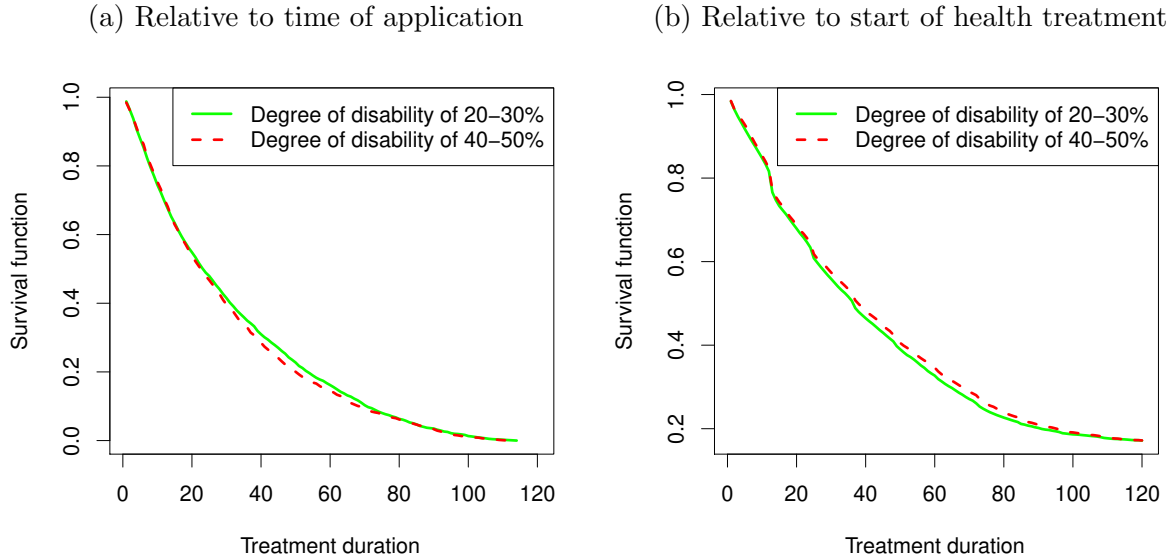 (a) Relative to time of application
Degree of disability of 20−30%
Degree of disability of 40−50%
Survival function
0.0
0.2
0.4
0.6
0.8
1.0
0 20 40 60 80 100 120
Treatment duration
(b) Relative to start of health treatment
Degree of disability of 20−30%
Degree of disability of 40−50%
Survival function
0.2
0.4
0.6
0.8
1.0
0 20 40 60 80 100 120
Treatment duration